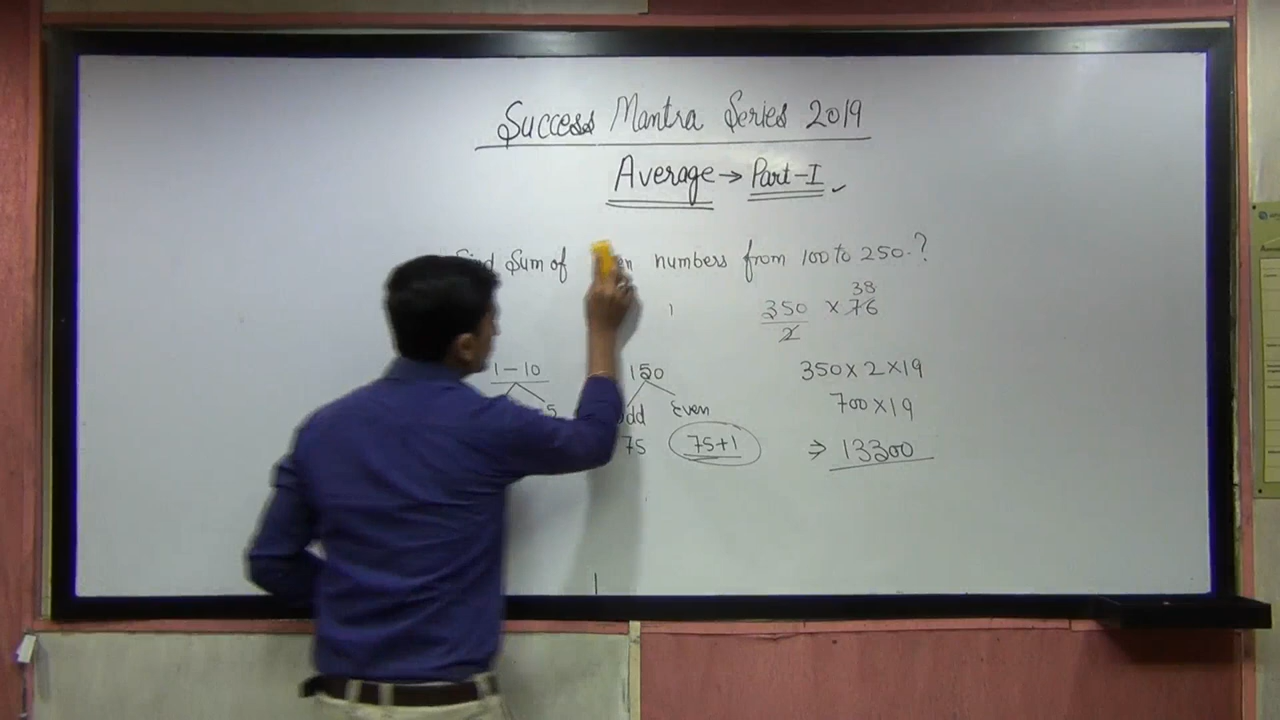 Success Mantra Series 2019
Average → Part-I ✓
Sum of numbers from 100 to 250.?
38
350 × 76
2
1-10
150
350×2×19
5
Even
700×19
75
75+1
⇒ 13300